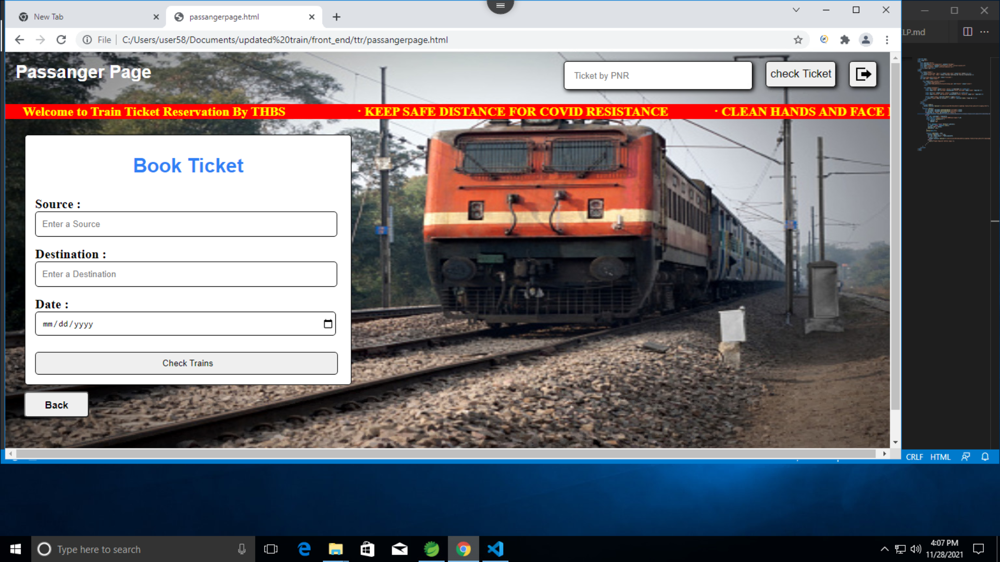 New Tab
passangerpage.html
LP.md
File
C:/Users/user58/Documents/updated%20train/front_end/ttr/passangerpage.html
Passanger Page
Ticket by PNR
check Ticket
Welcome to Train Ticket Reservation By THBS · KEEP SAFE DISTANCE FOR COVID RESISTANCE · CLEAN HANDS AND FACE
Book Ticket
Source :
Enter a Source
Destination :
Enter a Destination
Date :
mm/dd/yyyy
Check Trains
Back
CRLF HTML
Type here to search
4:07 PM
11/28/2021